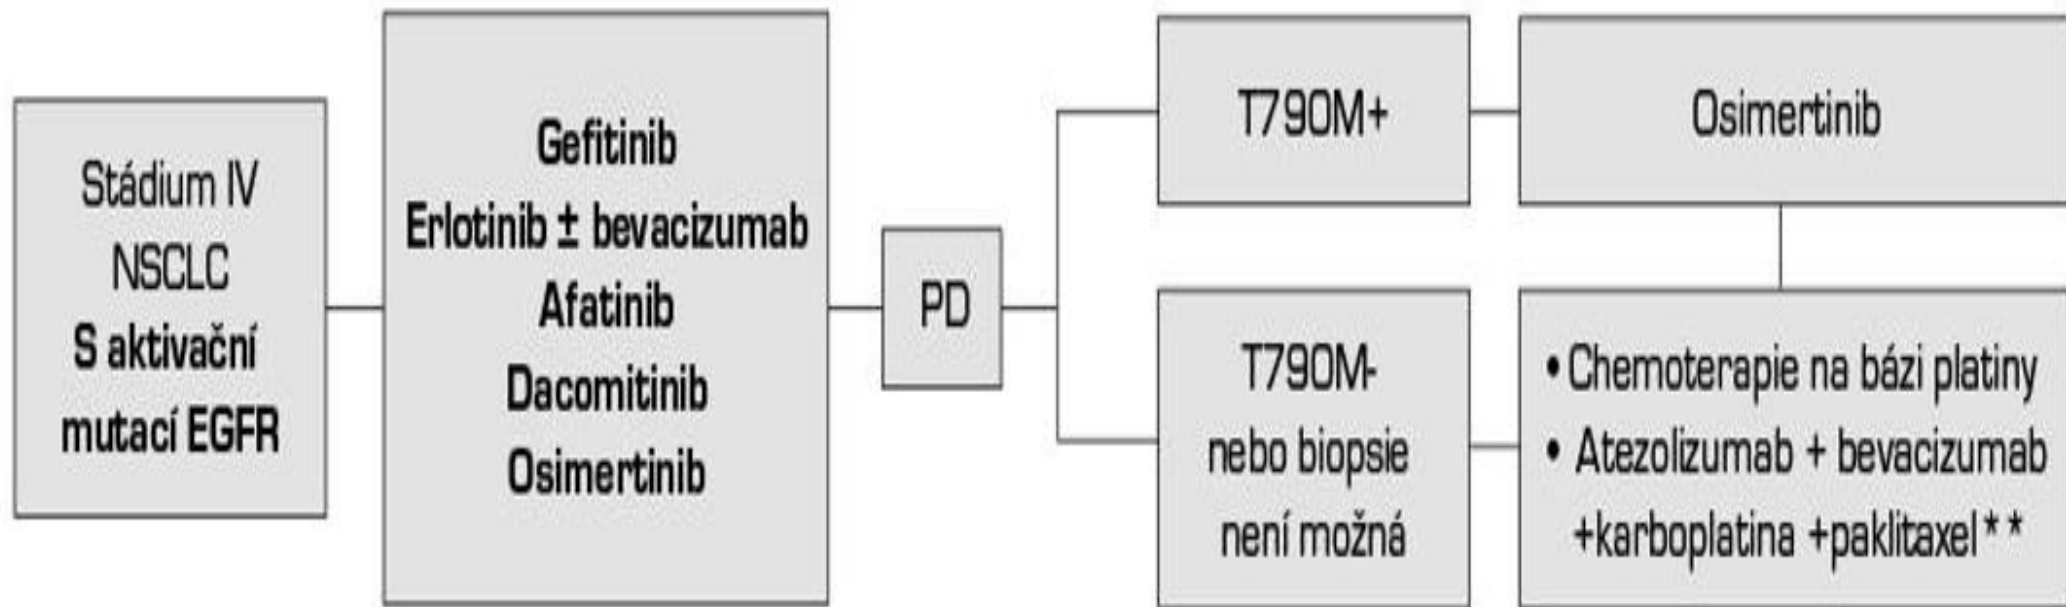 Stádium IV
NSCLC
S aktivační
mutací EGFR
Gefitinib
Erlotinib ± bevacizumab
Afatinib
Dacomitinib
Osimertinib
PD
T790M+
Osimertinib
T790M-
nebo biopsie
není možná
• Chemoterapie na bázi platiny
• Atezolizumab + bevacizumab
+karboplatina +paklitaxel**